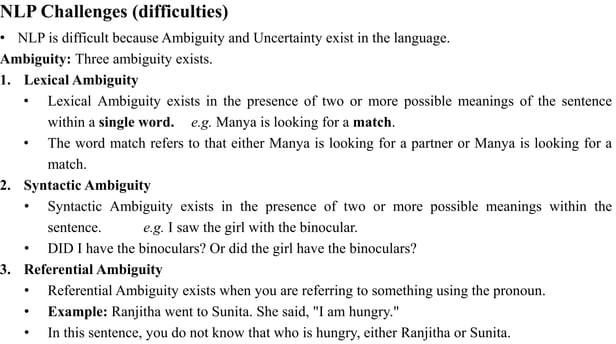 NLP Challenges (difficulties)
• NLP is difficult because Ambiguity and Uncertainty exist in the language.
Ambiguity: Three ambiguity exists.
1. Lexical Ambiguity
• Lexical Ambiguity exists in the presence of two or more possible meanings of the sentence
within a single word. e.g. Manya is looking for a match.
• The word match refers to that either Manya is looking for a partner or Manya is looking for a
match.
2. Syntactic Ambiguity
• Syntactic Ambiguity exists in the presence of two or more possible meanings within the
sentence. e.g. I saw the girl with the binocular.
• DID I have the binoculars? Or did the girl have the binoculars?
3. Referential Ambiguity
• Referential Ambiguity exists when you are referring to something using the pronoun.
• Example: Ranjitha went to Sunita. She said, "I am hungry."
• In this sentence, you do not know that who is hungry, either Ranjitha or Sunita.